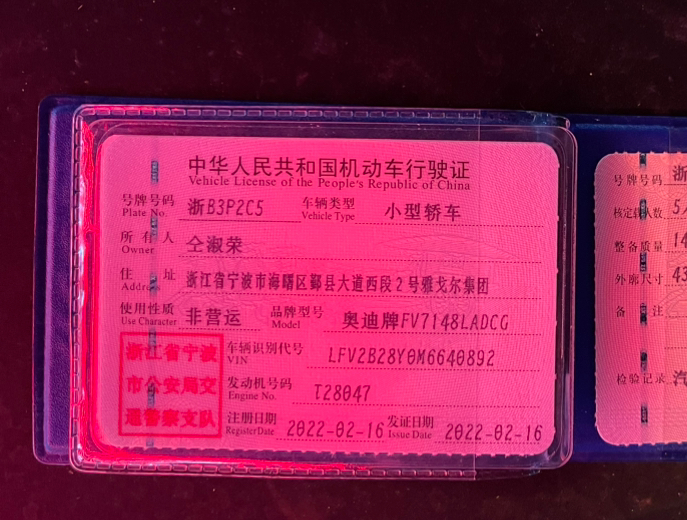 中华人民共和国机动车行驶证
Vehicle License of the People's Republic of China
号牌号码 浙B3P2C5 车辆类型 小型轿车
Plate No. Vehicle Type
所有人 仝淑荣
Owner
住址 浙江省宁波市海曙区鄞县大道西段2号雅戈尔集团
Address
使用性质 非营运 品牌型号 奥迪牌FV7148LADCG
Use Character Model
浙江省宁波
市公安局交
通警察支队
车辆识别代号 LFV2B28Y0M6640892
VIN
发动机号码 T28047
Engine No.
注册日期 2022-02-16 发证日期 2022-02-16
Register Date Issue Date
号牌号码 浙
核定载人数 5人
整备质量 14
外廓尺寸 43
备注
检验记录 汽